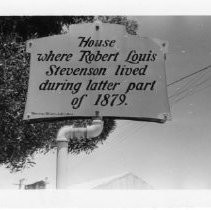 House
where Robert Louis
Stevenson lived
during latter part
of 1879.